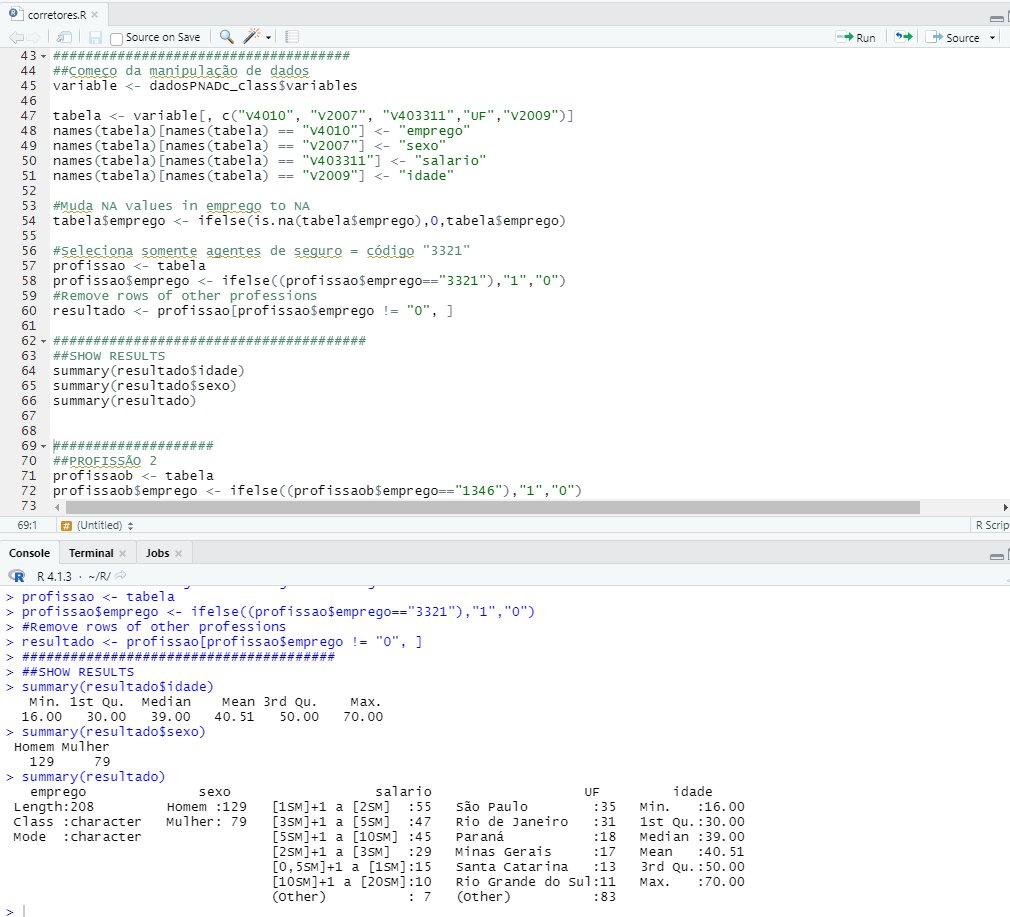 corretores.R
Source on Save
Run
Source
43 #####################################
44 ##Começo da manipulação de dados
45 variable <- dadosPNADc_class$variables
46
47 tabela <- variable[, c("V4010", "V2007", "V403311","UF","V2009")]
48 names(tabela)[names(tabela) == "V4010"] <- "emprego"
49 names(tabela)[names(tabela) == "V2007"] <- "sexo"
50 names(tabela)[names(tabela) == "V403311"] <- "salario"
51 names(tabela)[names(tabela) == "V2009"] <- "idade"
52
53 #Muda NA values in emprego to NA
54 tabela$emprego <- ifelse(is.na(tabela$emprego),0,tabela$emprego)
55
56 #Seleciona somente agentes de seguro = código "3321"
57 profissao <- tabela
58 profissao$emprego <- ifelse((profissao$emprego=="3321"),"1","0")
59 #Remove rows of other professions
60 resultado <- profissao[profissao$emprego != "0", ]
61
62 #######################################
63 ##SHOW RESULTS
64 summary(resultado$idade)
65 summary(resultado$sexo)
66 summary(resultado)
67
68
69 ####################
70 ##PROFISSÃO 2
71 profissaob <- tabela
72 profissaob$emprego <- ifelse((profissaob$emprego=="1346"),"1","0")
73
69:1 # (Untitled) R Scrip
Console Terminal Jobs
R R 4.1.3 · ~/R/
> profissao <- tabela
> profissao$emprego <- ifelse((profissao$emprego=="3321"),"1","0")
> #Remove rows of other professions
> resultado <- profissao[profissao$emprego != "0", ]
> #######################################
> ##SHOW RESULTS
> summary(resultado$idade)
Min. 1st Qu. Median Mean 3rd Qu. Max.
16.00 30.00 39.00 40.51 50.00 70.00
> summary(resultado$sexo)
Homem Mulher
129 79
> summary(resultado)
emprego sexo salario UF idade
Length:208 Homem :129 [1SM]+1 a [2SM] :55 São Paulo :35 Min. :16.00
Class :character Mulher: 79 [3SM]+1 a [5SM] :47 Rio de Janeiro :31 1st Qu.:30.00
Mode :character [5SM]+1 a [10SM] :45 Paraná :18 Median :39.00
[2SM]+1 a [3SM] :29 Minas Gerais :17 Mean :40.51
[0,5SM]+1 a [1SM]:15 Santa Catarina :13 3rd Qu.:50.00
[10SM]+1 a [20SM]:10 Rio Grande do Sul:11 Max. :70.00
(Other) : 7 (Other) :83
>